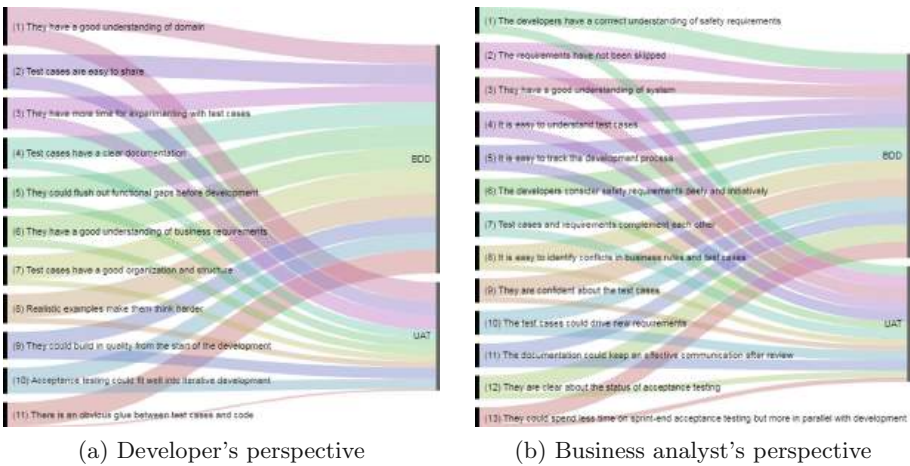 (1) They have a good understanding of domain
(2) Test cases are easy to share
(3) They have more time for experimenting with test cases
(4) Test cases have a clear documentation
(5) They could flush out functional gaps before development
(6) They have a good understanding of business requirements
(7) Test cases have a good organization and structure
(8) Realistic examples make them think harder
(9) They could build in quality from the start of the development
(10) Acceptance testing could fit well into iterative development
(11) There is an obvious glue between test cases and code
BDD
UAT
(a) Developer's perspective
(1) The developers have a correct understanding of safety requirements
(2) The requirements have not been skipped
(3) They have a good understanding of system
(4) It is easy to understand test cases
(5) It is easy to track the development process
(6) The developers consider safety requirements deely and initiatively
(7) Test cases and requirements complement each other
(8) It is easy to identify conflicts in business rules and test cases
(9) They are confident about the test cases
(10) The test cases could drive new requirements
(11) The documentation could keep an effective communication after review
(12) They are clear about the status of acceptance testing
(13) They could spend less time on sprint-end acceptance testing but more in parallel with development
BDD
UAT
(b) Business analyst's perspective